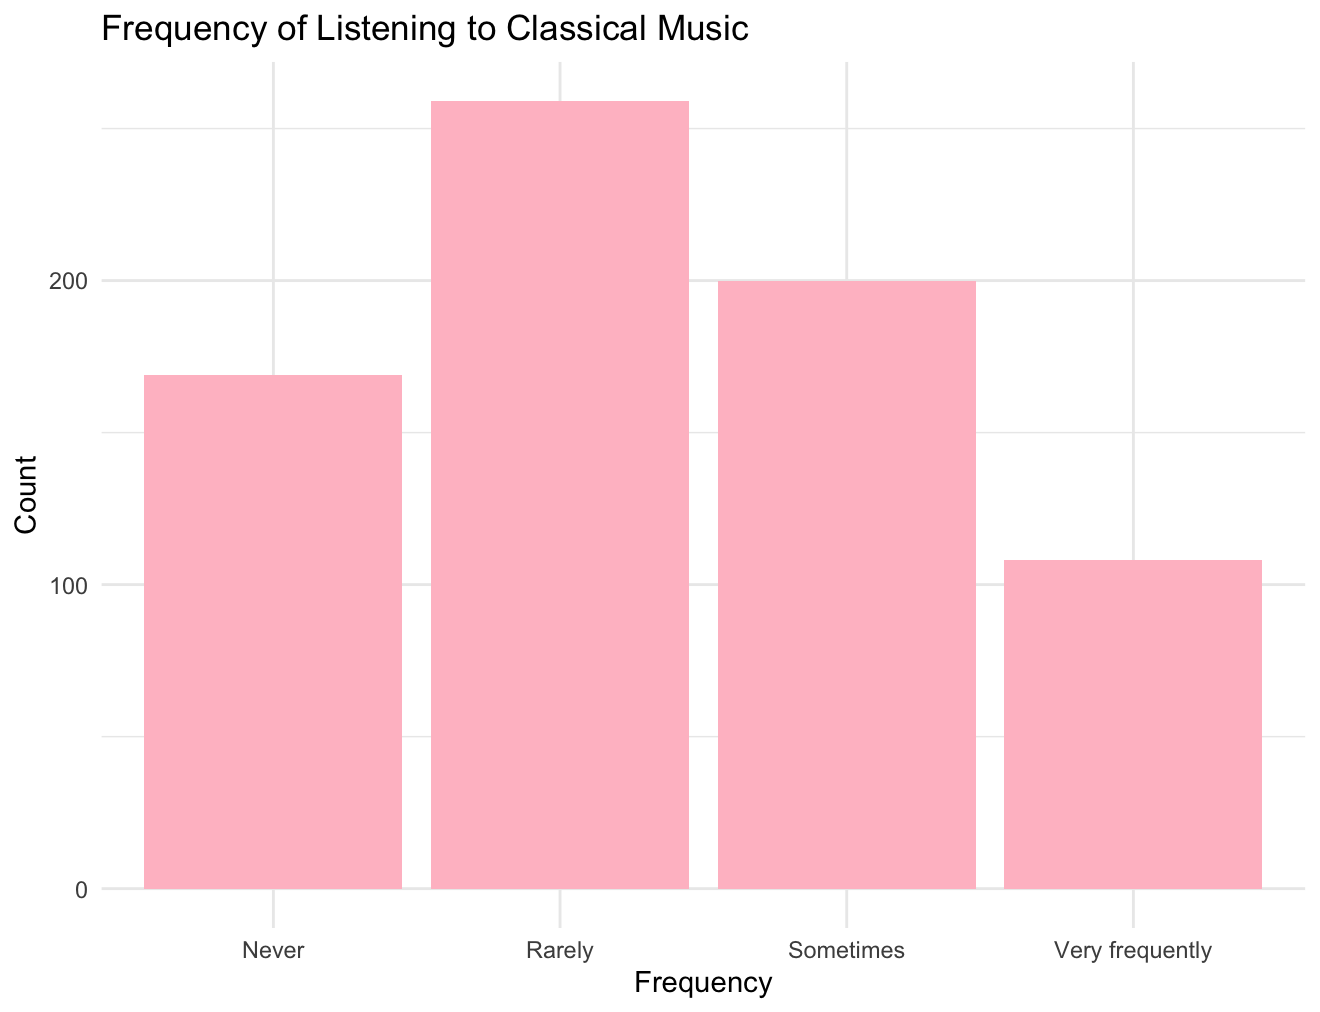 Frequency of Listening to Classical Music
Count
200
100
0
Never Rarely Sometimes Very frequently
Frequency